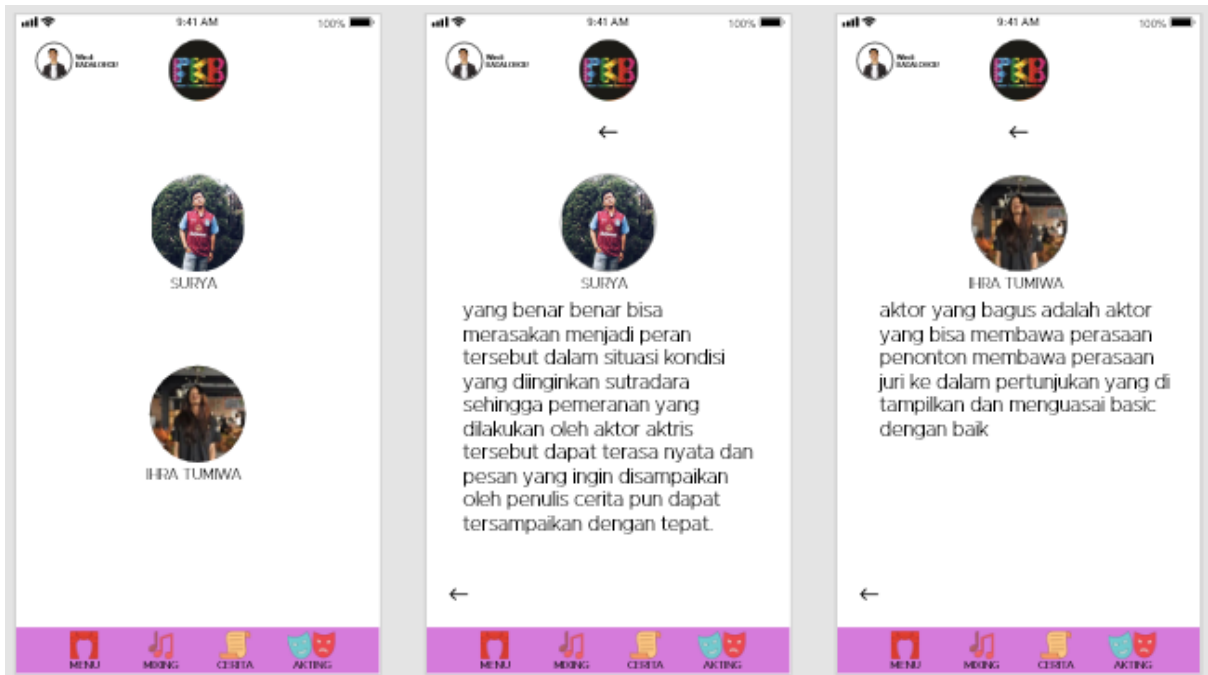 9:41 AM
100%
FKB
SURYA
IHRA TUMIWA
MENU
MIXING
CERITA
AKTING
9:41 AM
100%
FKB
SURYA
yang benar benar bisa
merasakan menjadi peran
tersebut dalam situasi kondisi
yang diinginkan sutradara
sehingga pemeranan yang
dilakukan oleh aktor aktris
tersebut dapat terasa nyata dan
pesan yang ingin disampaikan
oleh penulis cerita pun dapat
tersampaikan dengan tepat.
MENU
MIXING
CERITA
AKTING
9:41 AM
100%
FKB
IHRA TUMIWA
aktor yang bagus adalah aktor
yang bisa membawa perasaan
penonton membawa perasaan
juri ke dalam pertunjukan yang di
tampilkan dan menguasai basic
dengan baik
MENU
MIXING
CERITA
AKTING